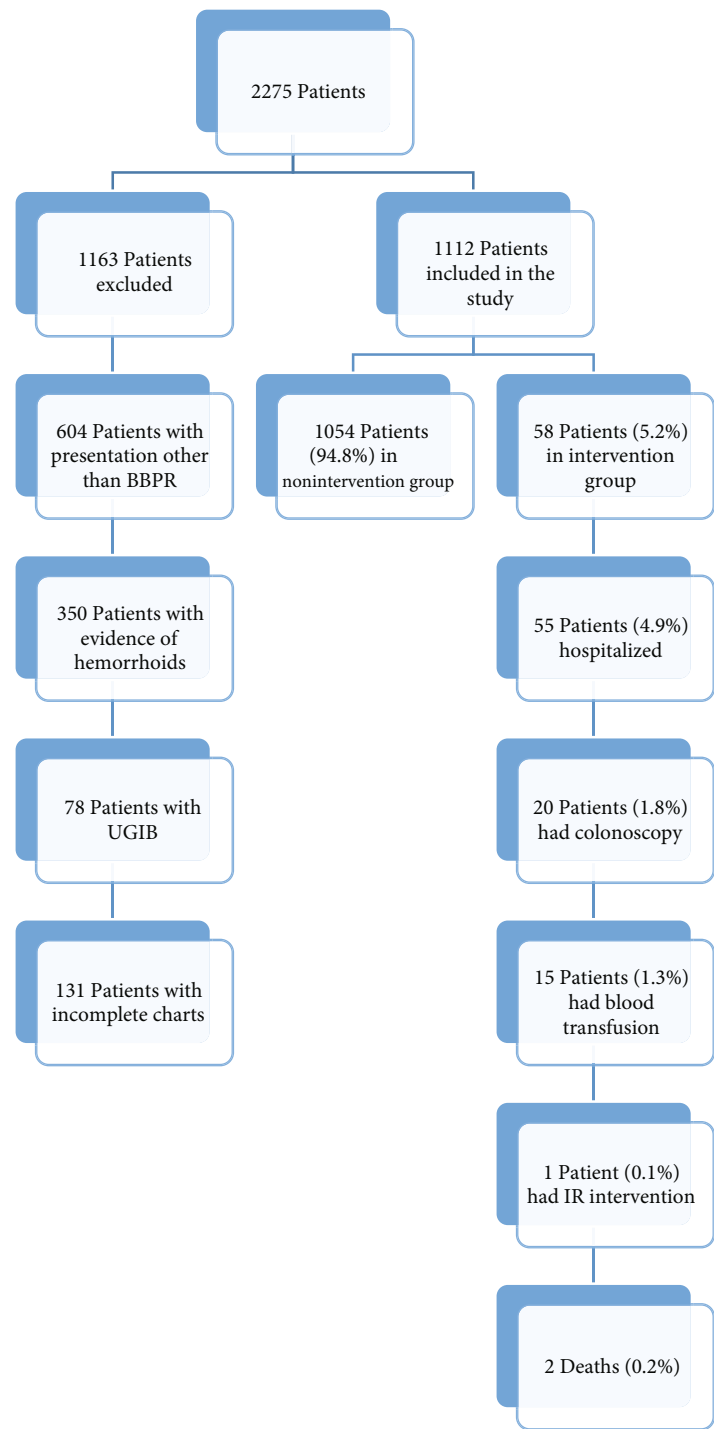 2275 Patients
1163 Patients
excluded
1112 Patients
included in the
study
604 Patients with
presentation other
than BBPR
1054 Patients
(94.8%) in
nonintervention group
58 Patients (5.2%)
in intervention
group
350 Patients with
evidence of
hemorrhoids
55 Patients (4.9%)
hospitalized
78 Patients with
UGIB
20 Patients (1.8%)
had colonoscopy
131 Patients with
incomplete charts
15 Patients (1.3%)
had blood
transfusion
1 Patient (0.1%)
had IR intervention
2 Deaths (0.2%)